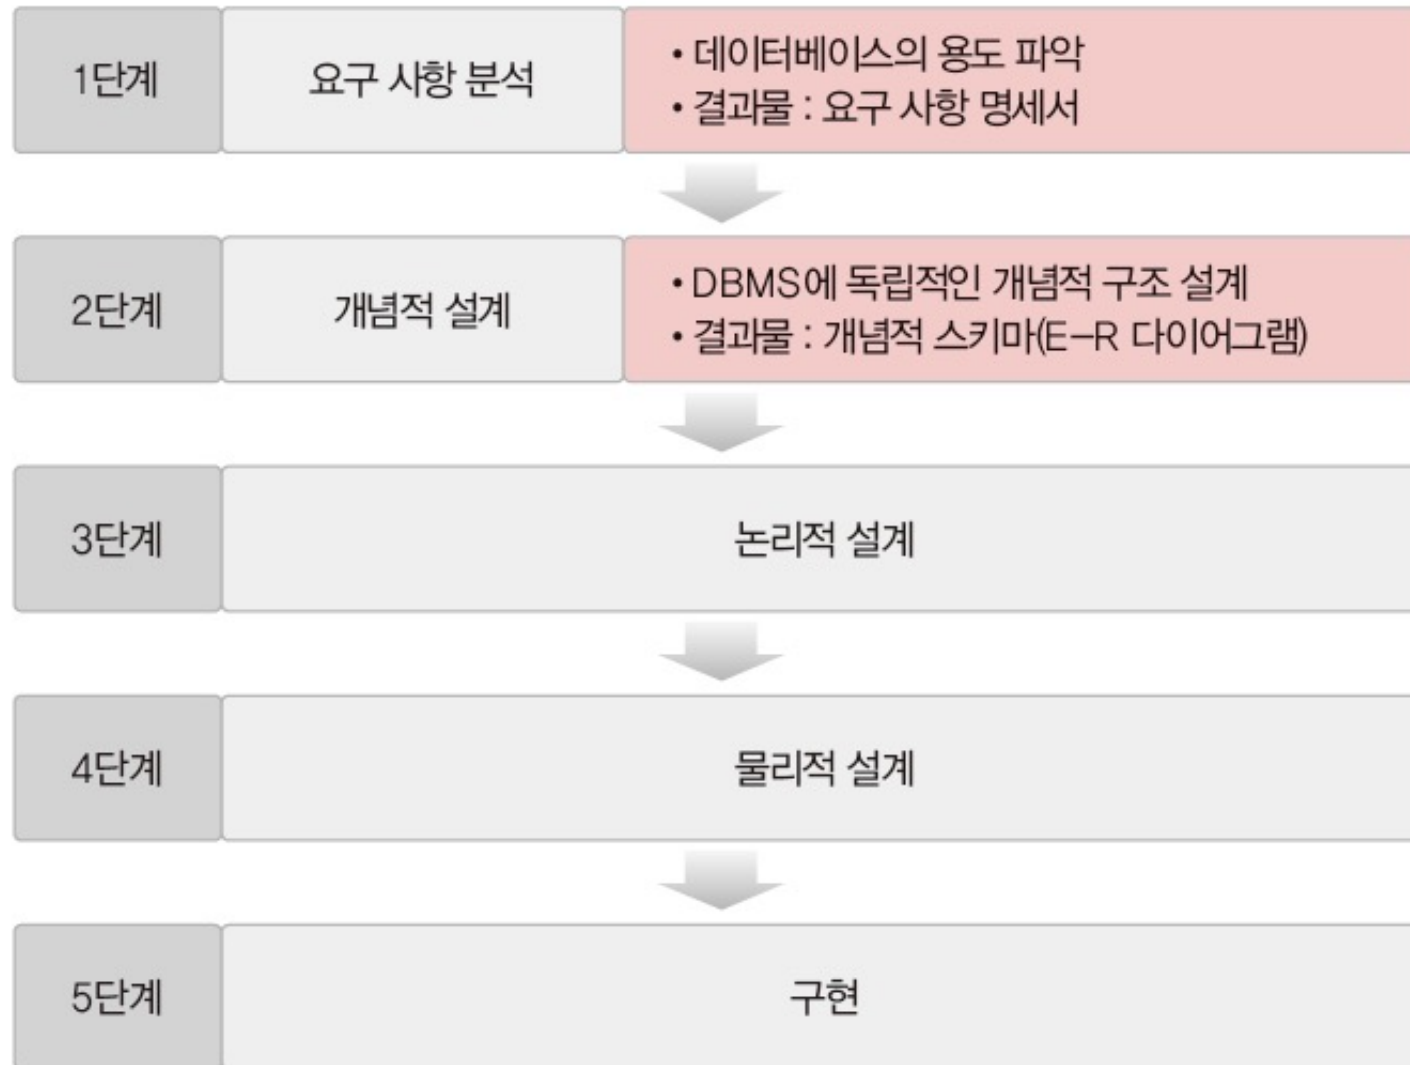 1단계
요구 사항 분석
• 데이터베이스의 용도 파악
• 결과물 : 요구 사항 명세서
2단계
개념적 설계
• DBMS에 독립적인 개념적 구조 설계
• 결과물 : 개념적 스키마(E-R 다이어그램)
3단계
논리적 설계
4단계
물리적 설계
5단계
구현